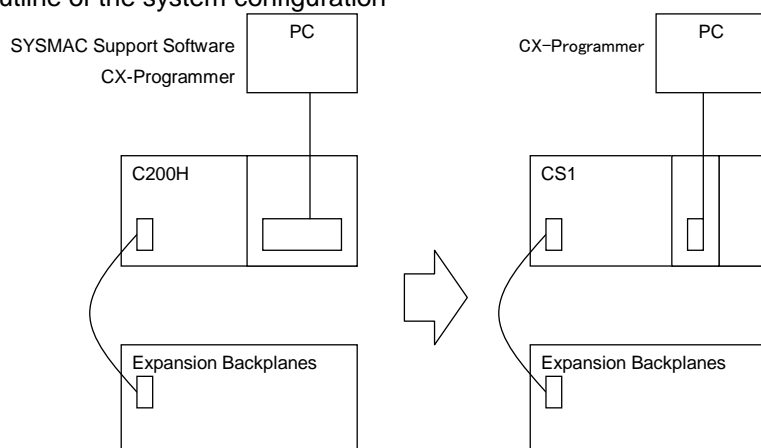 outline of the system configuration
SYSMAC Support Software
CX-Programmer
PC
C200H
Expansion Backplanes
CX-Programmer
PC
CS1
Expansion Backplanes